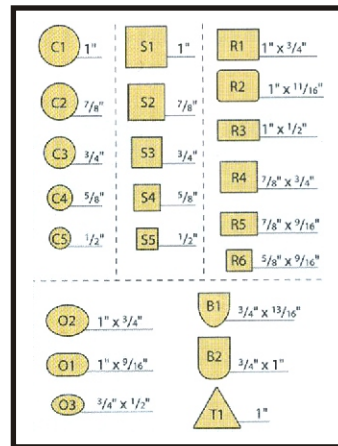 C1 1" S1 1" R1 1" x 3/4"
R2 1" x 11/16"
C2 7/8" S2 7/8"
R3 1" x 1/2"
C3 3/4" S3 3/4"
R4 7/8" x 3/4"
C4 5/8" S4 5/8"
R5 7/8" x 9/16"
C5 1/2" S5 1/2"
R6 5/8" x 9/16"
O2 1" x 3/4" B1 3/4" x 13/16"
O1 1" x 9/16" B2 3/4" x 1"
O3 3/4" x 1/2" T1 1"